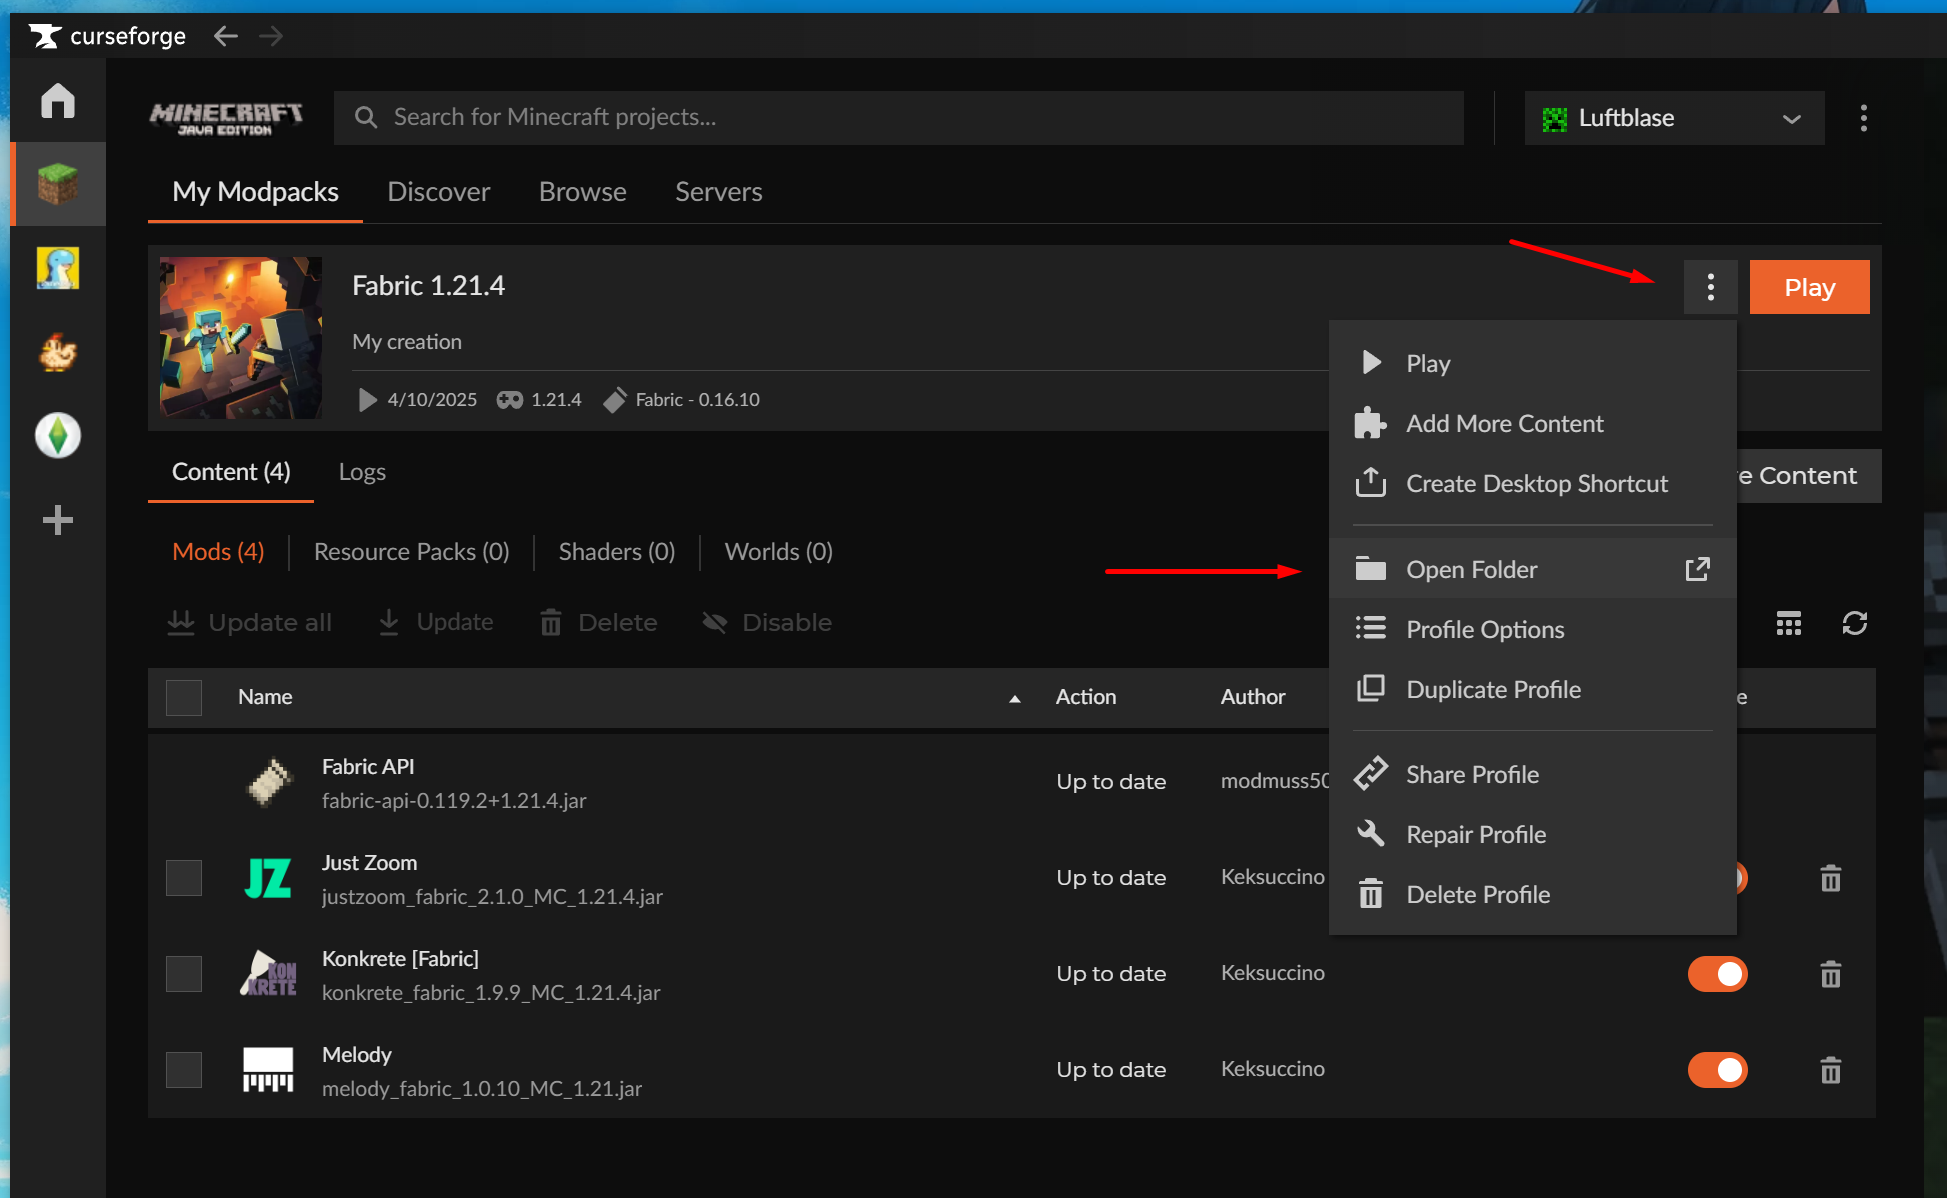 curseforge
MINECRAFT
JAVA EDITION
Search for Minecraft projects...
Luftblase
My Modpacks
Discover
Browse
Servers
Fabric 1.21.4
Play
My creation
4/10/2025
1.21.4
Fabric - 0.16.10
Play
Add More Content
Create Desktop Shortcut
Open Folder
Profile Options
Duplicate Profile
Share Profile
Repair Profile
Delete Profile
Content (4)
Logs
e Content
Mods (4)
Resource Packs (0)
Shaders (0)
Worlds (0)
Update all
Update
Delete
Disable
Name
Action
Author
e
Fabric API
fabric-api-0.119.2+1.21.4.jar
Up to date
modmuss50
JZ
Just Zoom
justzoom_fabric_2.1.0_MC_1.21.4.jar
Up to date
Keksuccino
KON
KRETE
Konkrete [Fabric]
konkrete_fabric_1.9.9_MC_1.21.4.jar
Up to date
Keksuccino
Melody
melody_fabric_1.0.10_MC_1.21.jar
Up to date
Keksuccino